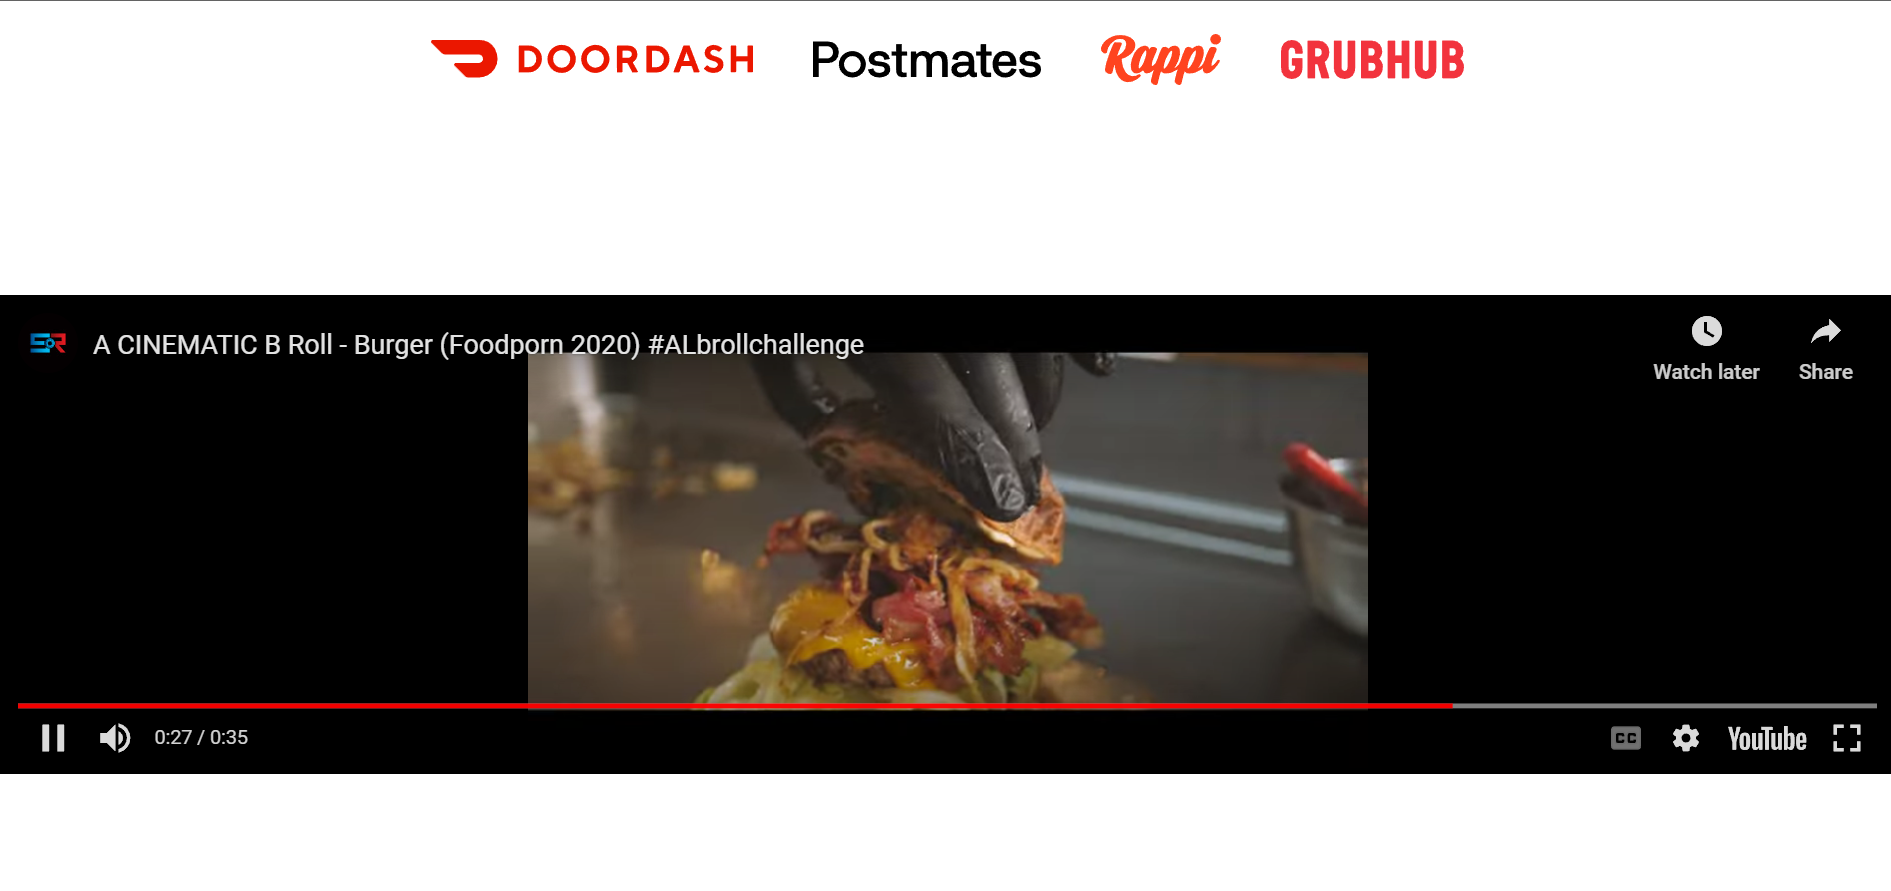 DOORDASH Postmates Rappi GRUBHUB
A CINEMATIC B Roll - Burger (Foodporn 2020) #ALbrollchallenge
Watch later Share
0:27 / 0:35
CC YouTube